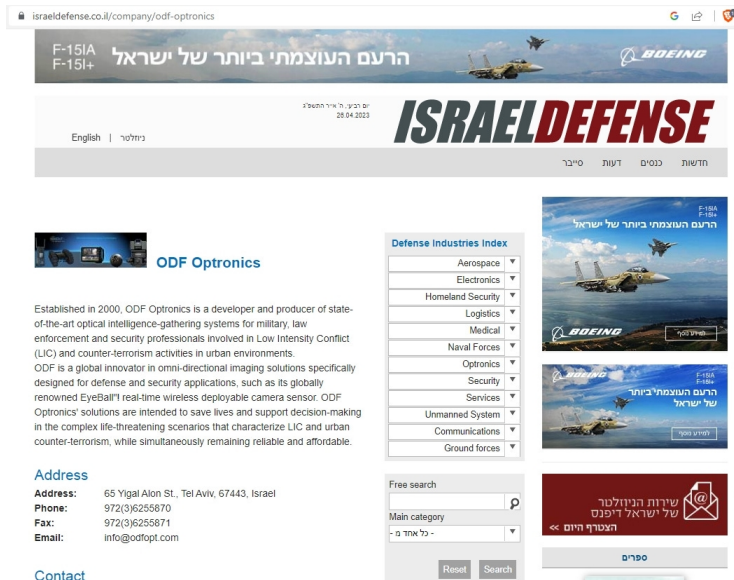 israeldefense.co.il/company/odf-optronics
F-15IA
F-15I+
הרעם העוצמתי ביותר של ישראל
BOEING
יום רביעי, ה' אייר התשפ"ג
26.04.2023
ISRAELDEFENSE
English | ניוזלטר
חדשות כנסים דעות סייבר
ODF Optronics
Established in 2000, ODF Optronics is a developer and producer of state-
of-the-art optical intelligence-gathering systems for military, law
enforcement and security professionals involved in Low Intensity Conflict
(LIC) and counter-terrorism activities in urban environments.
ODF is a global innovator in omni-directional imaging solutions specifically
designed for defense and security applications, such as its globally
renowned EyeBall"! real-time wireless deployable camera sensor. ODF
Optronics' solutions are intended to save lives and support decision-making
in the complex life-threatening scenarios that characterize LIC and urban
counter-terrorism, while simultaneously remaining reliable and affordable.
Address
Address: 65 Yigal Alon St., Tel Aviv, 67443, Israel
Phone: 972(3)6255870
Fax: 972(3)6255871
Email: info@odfopt.com
Contact
Defense Industries Index
Aerospace
Electronics
Homeland Security
Logistics
Medical
Naval Forces
Optronics
Security
Services
Unmanned System
Communications
Ground forces
Free search
Main category
- כל אחד מ -
Reset Search
F-15IA
F-15I+
הרעם העוצמתי ביותר של ישראל
BOEING
למידע נוסף
BOEING
F-15IA
F-15I+
הרעם העוצמתי ביותר
של ישראל
למידע נוסף
שירות הניוזלטר
של ישראל דיפנס
הצטרף היום >>
ספרים